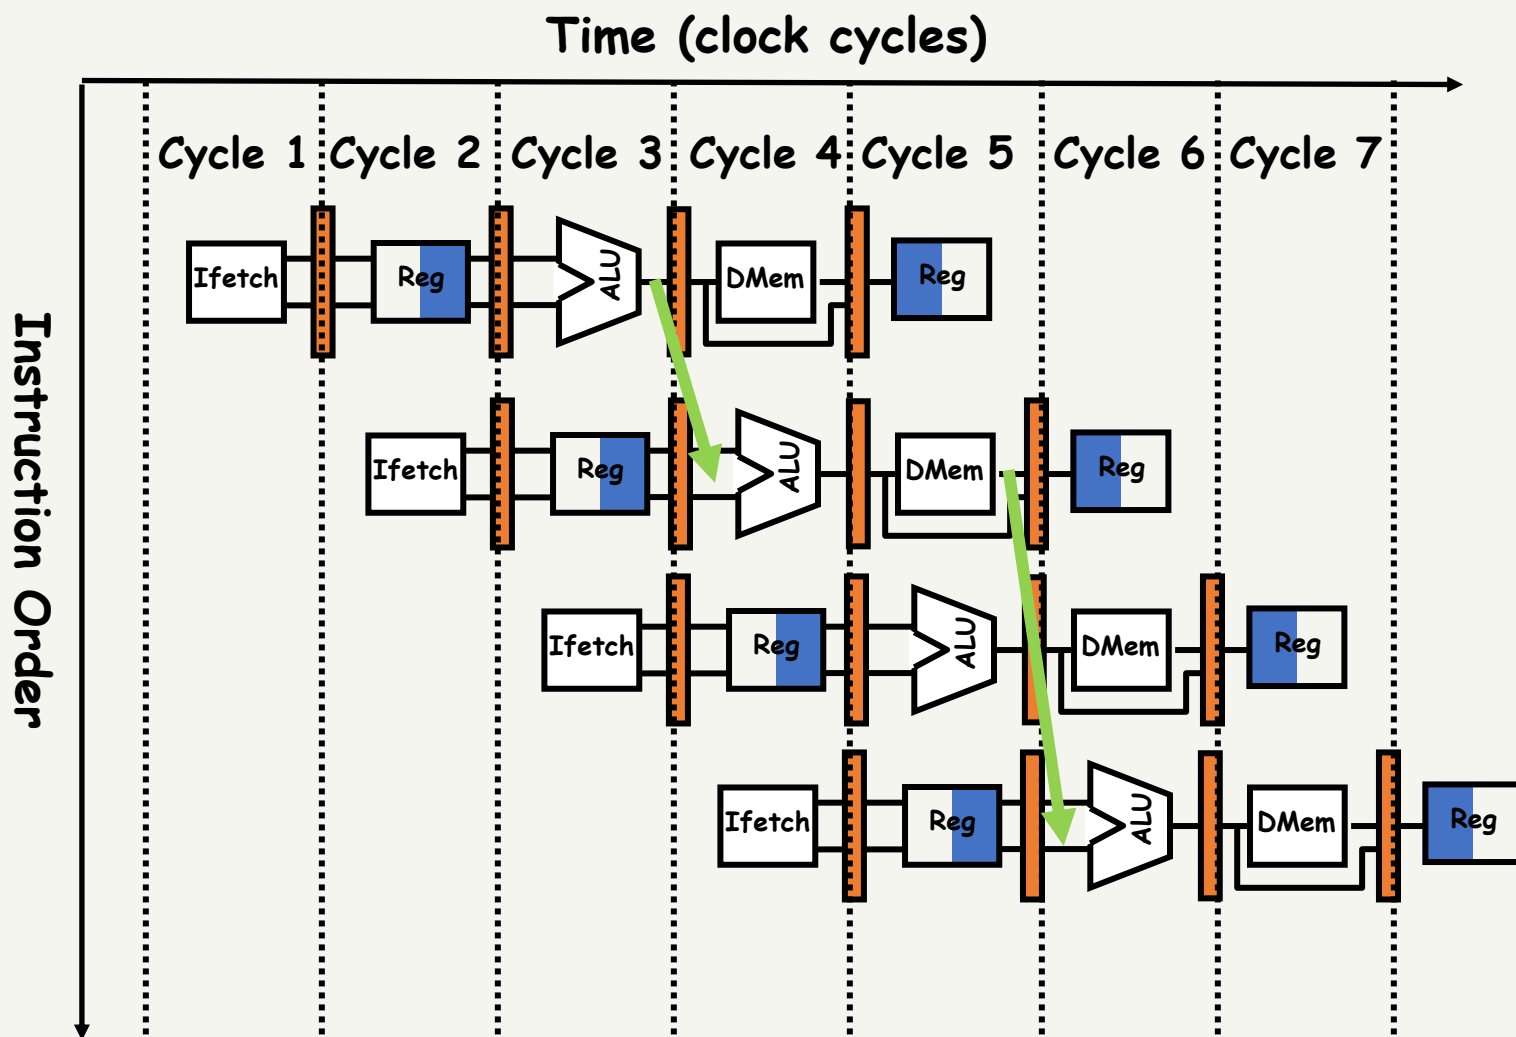 Time (clock cycles)
Cycle 1 Cycle 2 Cycle 3 Cycle 4 Cycle 5 Cycle 6 Cycle 7
Instruction Order
Ifetch Reg ALU DMem Reg
Ifetch Reg ALU DMem Reg
Ifetch Reg ALU DMem Reg
Ifetch Reg ALU DMem Reg